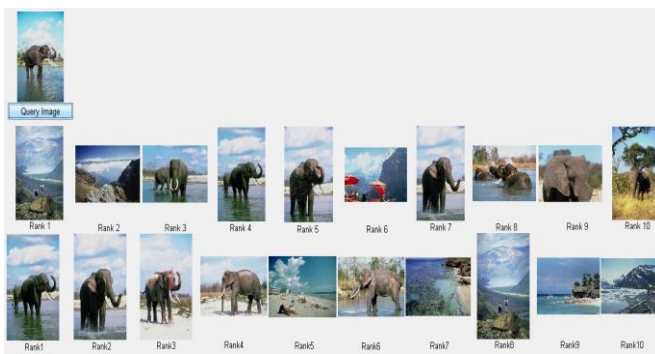 Query Image
Rank 1 Rank 2 Rank 3 Rank 4 Rank 5 Rank 6 Rank 7 Rank 8 Rank 9 Rank 10
Rank1 Rank2 Rank3 Rank4 Rank5 Rank6 Rank7 Rank8 Rank9 Rank10